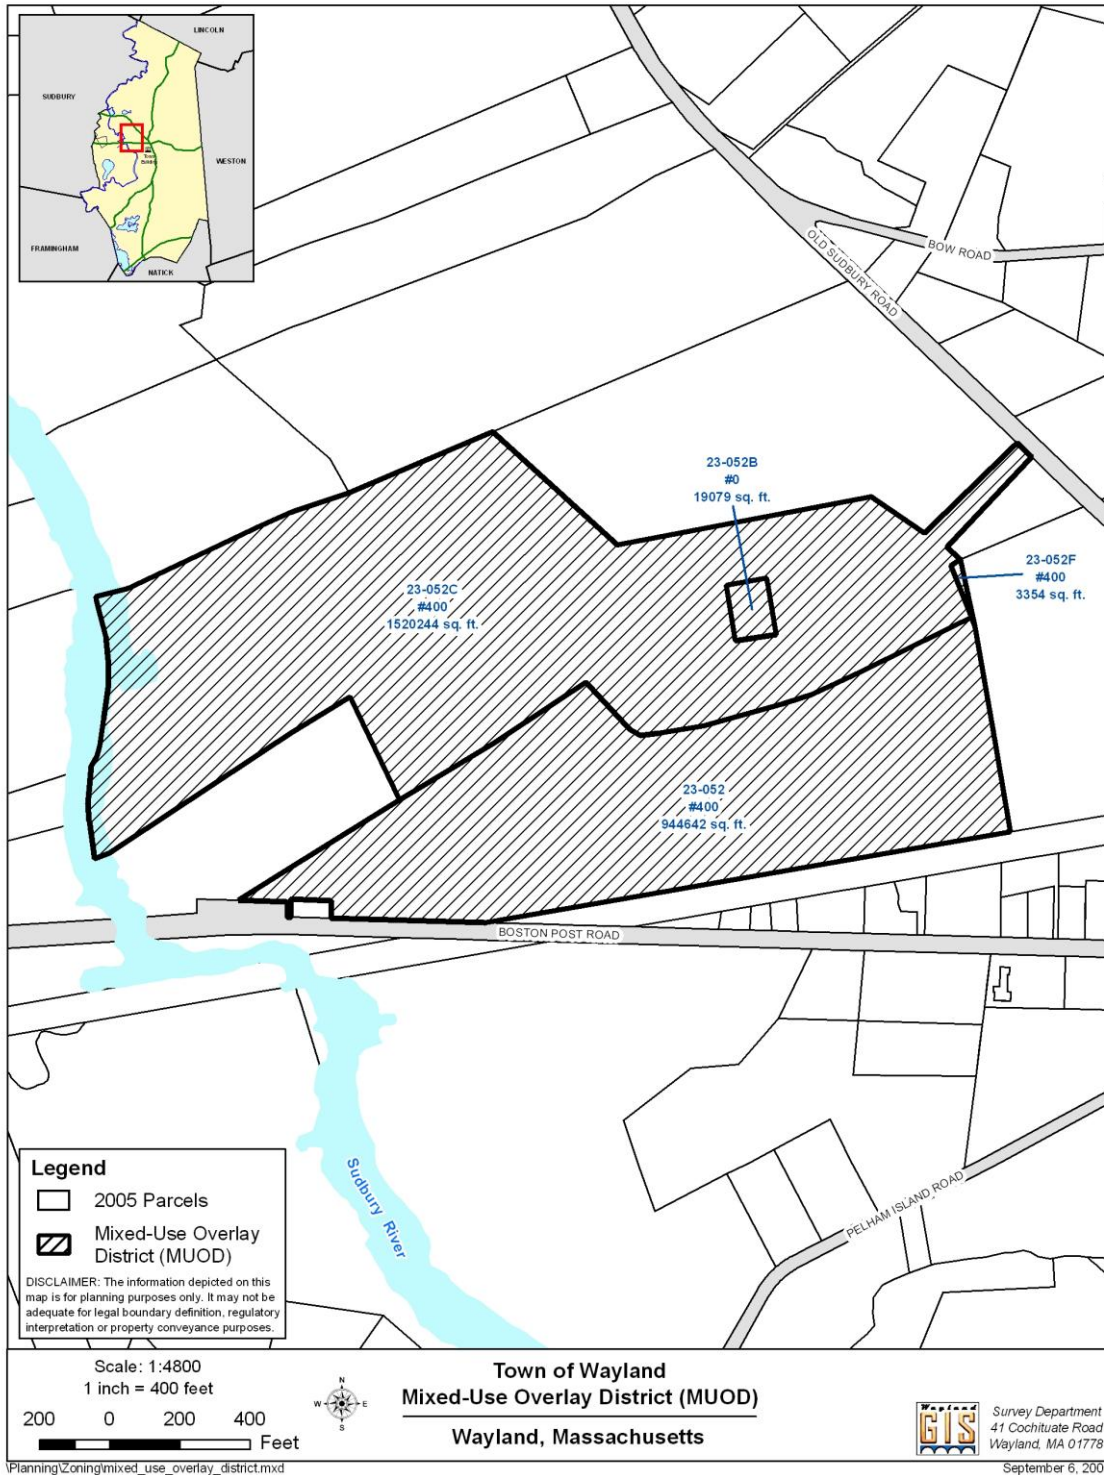 LINCOLN
SUDBURY
WESTON
FRAMINGHAM
NATICK
Town
Building
BOW ROAD
OLD SUDBURY ROAD
23-052B
#0
19079 sq. ft.
23-052F
#400
3354 sq. ft.
23-052C
#400
1520244 sq. ft.
23-052
#400
944642 sq. ft.
BOSTON POST ROAD
PELHAM ISLAND ROAD
Sudbury River
Legend
2005 Parcels
Mixed-Use Overlay
District (MUOD)
DISCLAIMER: The information depicted on this
map is for planning purposes only. It may not be
adequate for legal boundary definition, regulatory
interpretation or property conveyance purposes.
Scale: 1:4800
1 inch = 400 feet
200 0 200 400
Feet
N
W E
S
Town of Wayland
Mixed-Use Overlay District (MUOD)
Wayland, Massachusetts
Wayland
GIS
Survey Department
41 Cochituate Road
Wayland, MA 01778
\Planning\Zoning\mixed_use_overlay_district.mxd
September 6, 200